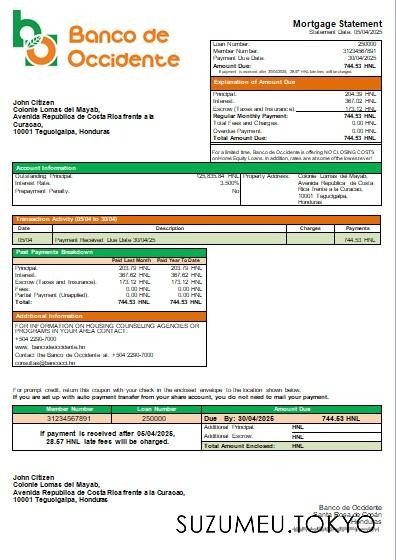 Banco de
Occidente
Mortgage Statement
Statement Date: 05/04/2025
Loan Number: 250000
Member Number: 31234567891
Payment Due Date: 30/04/2025
Amount Due: 744.53 HNL
If payment is received after 30/04/2025, 28.57 HNL late fees will be charged.
Explanation of Amount Due
Principal: 204.39 HNL
Interest: 367.02 HNL
Escrow (Taxes and Insurance): 173.12 HNL
Regular Monthly Payment: 744.53 HNL
Total Fees and Charges: 0.00 HNL
Overdue Payment: 0.00 HNL
Total Amount Due: 744.53 HNL
For a limited time, Banco de Occidente is offering NO CLOSING COSTS
on Home Equity Loans. In addition, rates are at some of the lowest ever!
John Citizen
Colonie Lomas del Mayab,
Avenida Republica de Costa Rica frente a la
Curaoao,
10001 Teguoigalpa, Honduras
Account Information
Outstanding Principal: 125,835.84 HNL
Interest Rate: 3.500%
Prepayment Penalty: No
Property Address: Colonie Lomas del Mayab,
Avenida Republica de Costa
Rica frente a la Curaoao,
10001 Teguoigalpa,
Honduras
Transaction Activity (05/04 to 30/04)
Date Description Charges Payments
05/04 Payment Received Due Date 30/04/25 744.53 HNL
Past Payments Breakdown
Paid Last Month Paid Year To Date
Principal: 203.79 HNL 203.79 HNL
Interest: 367.62 HNL 367.62 HNL
Escrow (Taxes and Insurance): 173.12 HNL 173.12 HNL
Fees: 0.00 HNL 0.00 HNL
Partial Payment (Unapplied): 0.00 HNL 0.00 HNL
Total: 744.53 HNL 744.53 HNL
Additional Information
FOR INFORMATION ON HOUSING COUNSELING AGENCIES OR
PROGRAMS IN YOUR AREA CONTACT:
+504 2290-7000
www.bancodeoccidente.hn
Contact the Banco de Occidente at. +504 2290-7000
consultas@bancocci.hn
For prompt credit, return this coupon with your check in the enclosed envelope to the location shown below.
If you are set up with auto payment transfer from your share account, you do not need to mail your payment.
Member Number Loan Number Amount Due
31234567891 250000 Due By: 30/04/2025 744.53 HNL
If payment is received after 05/04/2025,
28.57 HNL late fees will be charged.
Additional Principal: HNL
Additional Escrow: HNL
Total Amount Enclosed: HNL
John Citizen
Colonie Lomas del Mayab,
Avenida Republica de Costa Rica frente a la Curaoao,
10001 Teguoigalpa, Honduras
Banco de Occidente
Santa Rosa de Copán
Honduras
SUZUMEU.TOKYO